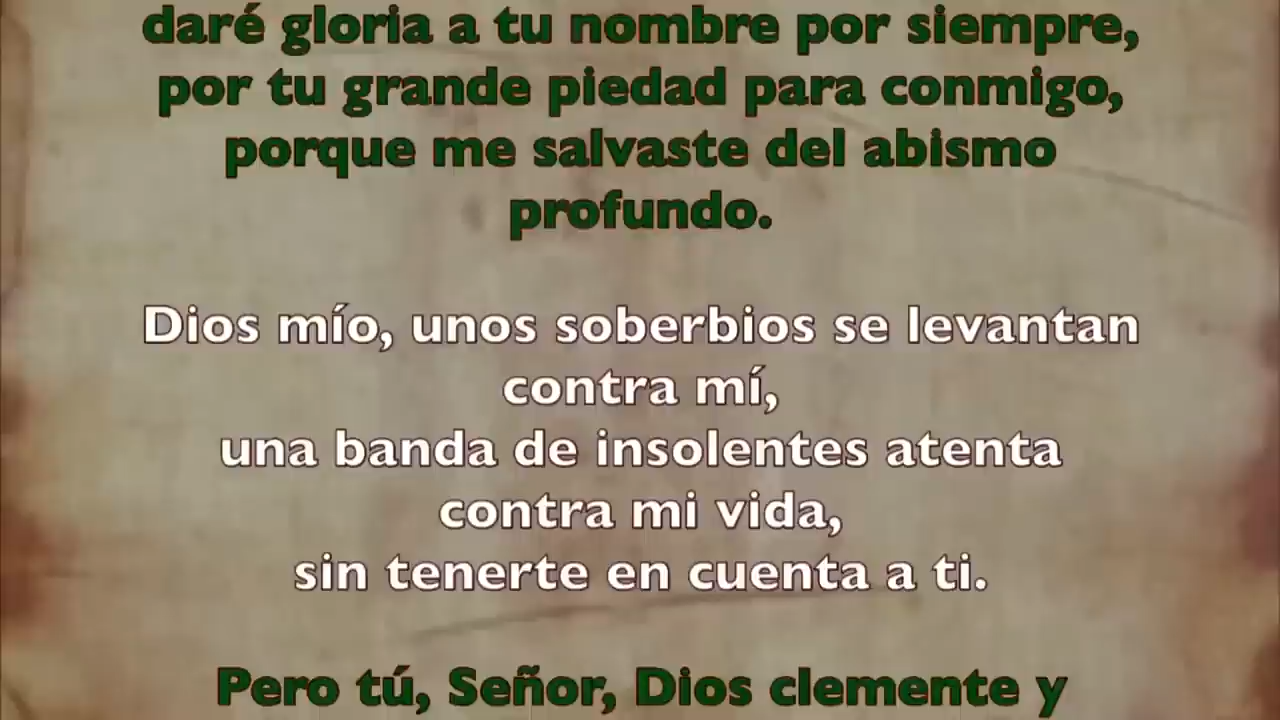 daré gloria a tu nombre por siempre,
por tu grande piedad para conmigo,
porque me salvaste del abismo
profundo.
Dios mío, unos soberbios se levantan
contra mí,
una banda de insolentes atenta
contra mi vida,
sin tenerte en cuenta a ti.
Pero tú, Señor, Dios clemente y